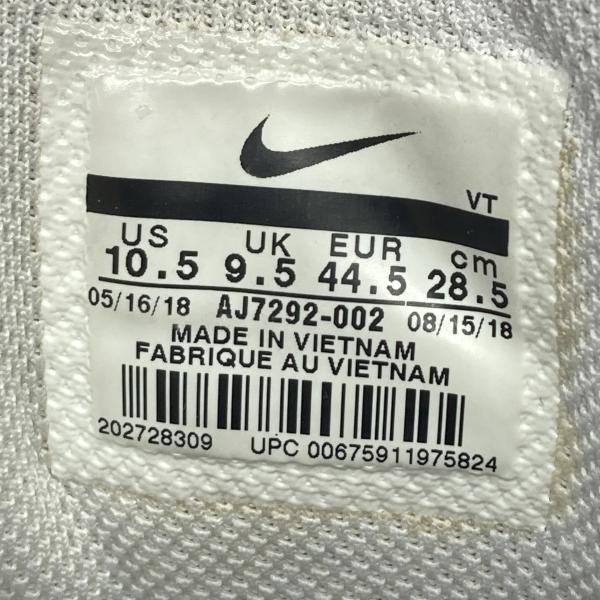 VT
US UK EUR cm
10.5 9.5 44.5 28.5
05/16/18 AJ7292-002 08/15/18
MADE IN VIETNAM
FABRIQUE AU VIETNAM
202728309 UPC 00675911975824